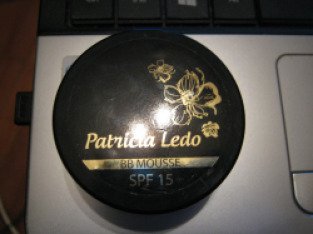 Patricia Ledo
BB MOUSSE
SPF 15